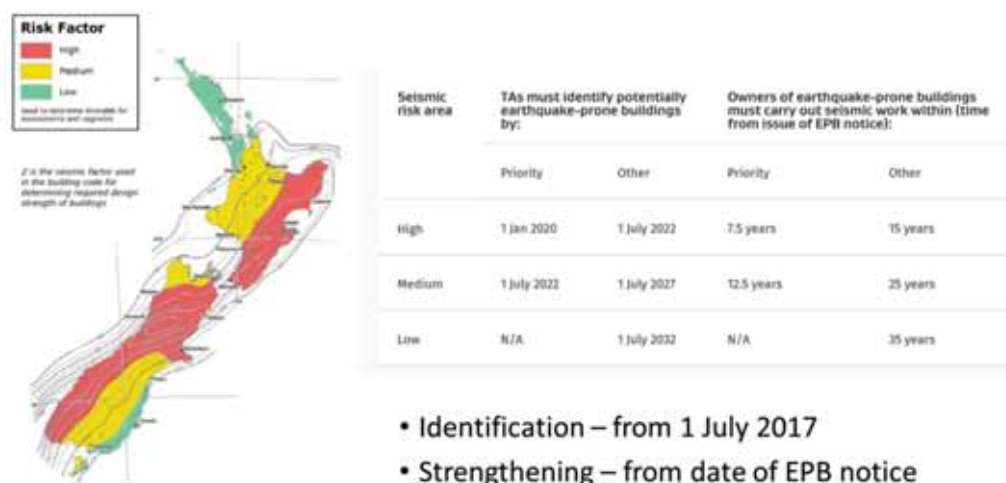 Risk Factor
High
Medium
Low
Z is the seismic factor used
in the building code for
determining required design
strength of buildings
Seismic
risk area
TAs must identify potentially
earthquake-prone buildings
by:
Owners of earthquake-prone buildings
must carry out seismic work within (time
from issue of EPB notice):
Priority Other Priority Other
High 1 Jan 2020 1 July 2022 7.5 years 15 years
Medium 1 July 2022 1 July 2027 12.5 years 25 years
Low N/A 1 July 2032 N/A 35 years
• Identification – from 1 July 2017
• Strengthening – from date of EPB notice